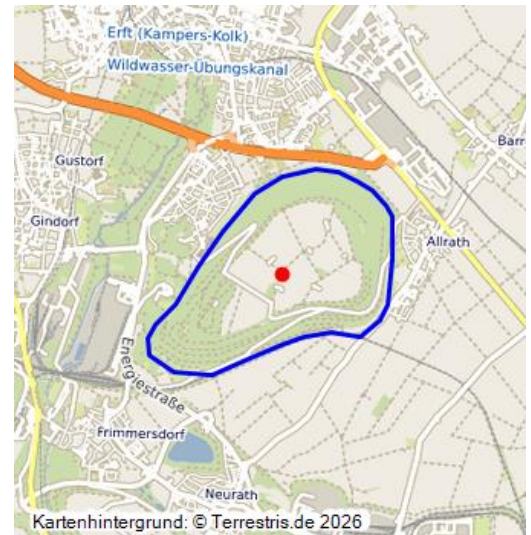 Erft (Kampers-Kolk)
Wildwasser-Übungskanal
Barr
Gustorf
Gindorf
Allrath
Energiestraße
Frimmersdorf
Neurath
Kartenhintergrund: © Terrestris.de 2026